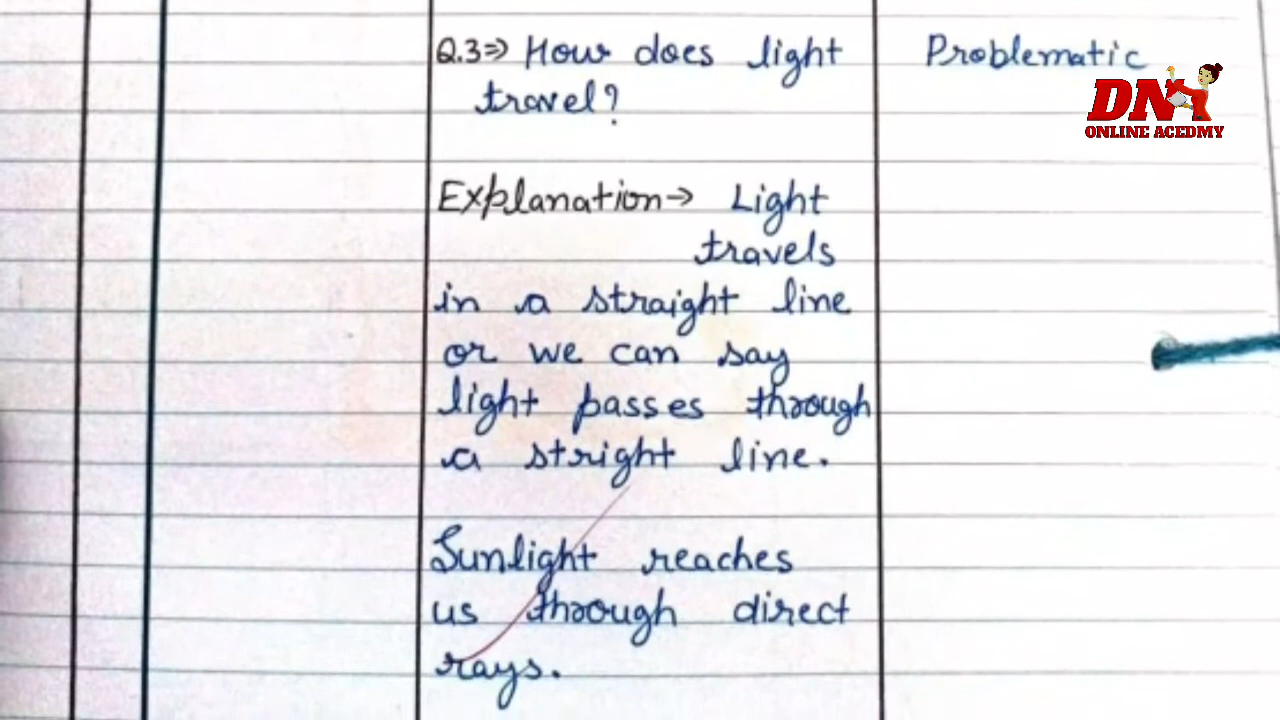 Q.3⇒ How does light
travel?
Problematic
DN
ONLINE ACEDMY
Explanation→ Light
travels
in a straight line
or we can say
light passes through
a stright line.
Sunlight reaches
us through direct
rays.